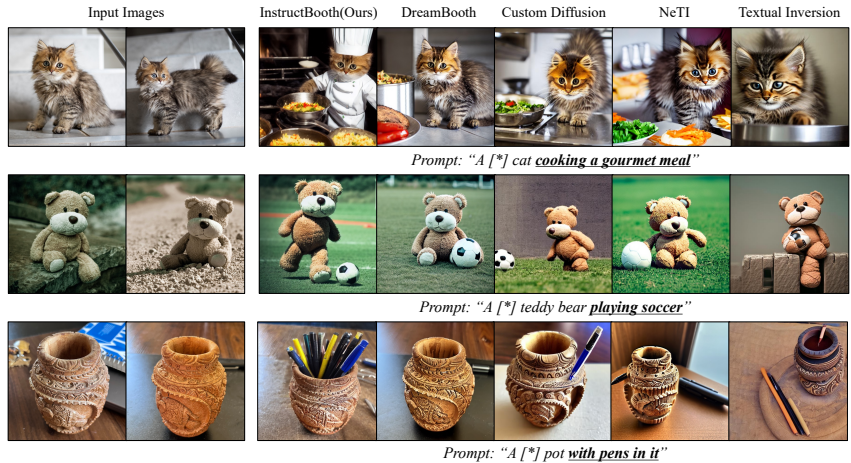 Input Images
InstructBooth(Ours)
DreamBooth
Custom Diffusion
NeTI
Textual Inversion
Prompt: "A [*] cat cooking a gourmet meal"
Prompt: "A [*] teddy bear playing soccer"
Prompt: "A [*] pot with pens in it"